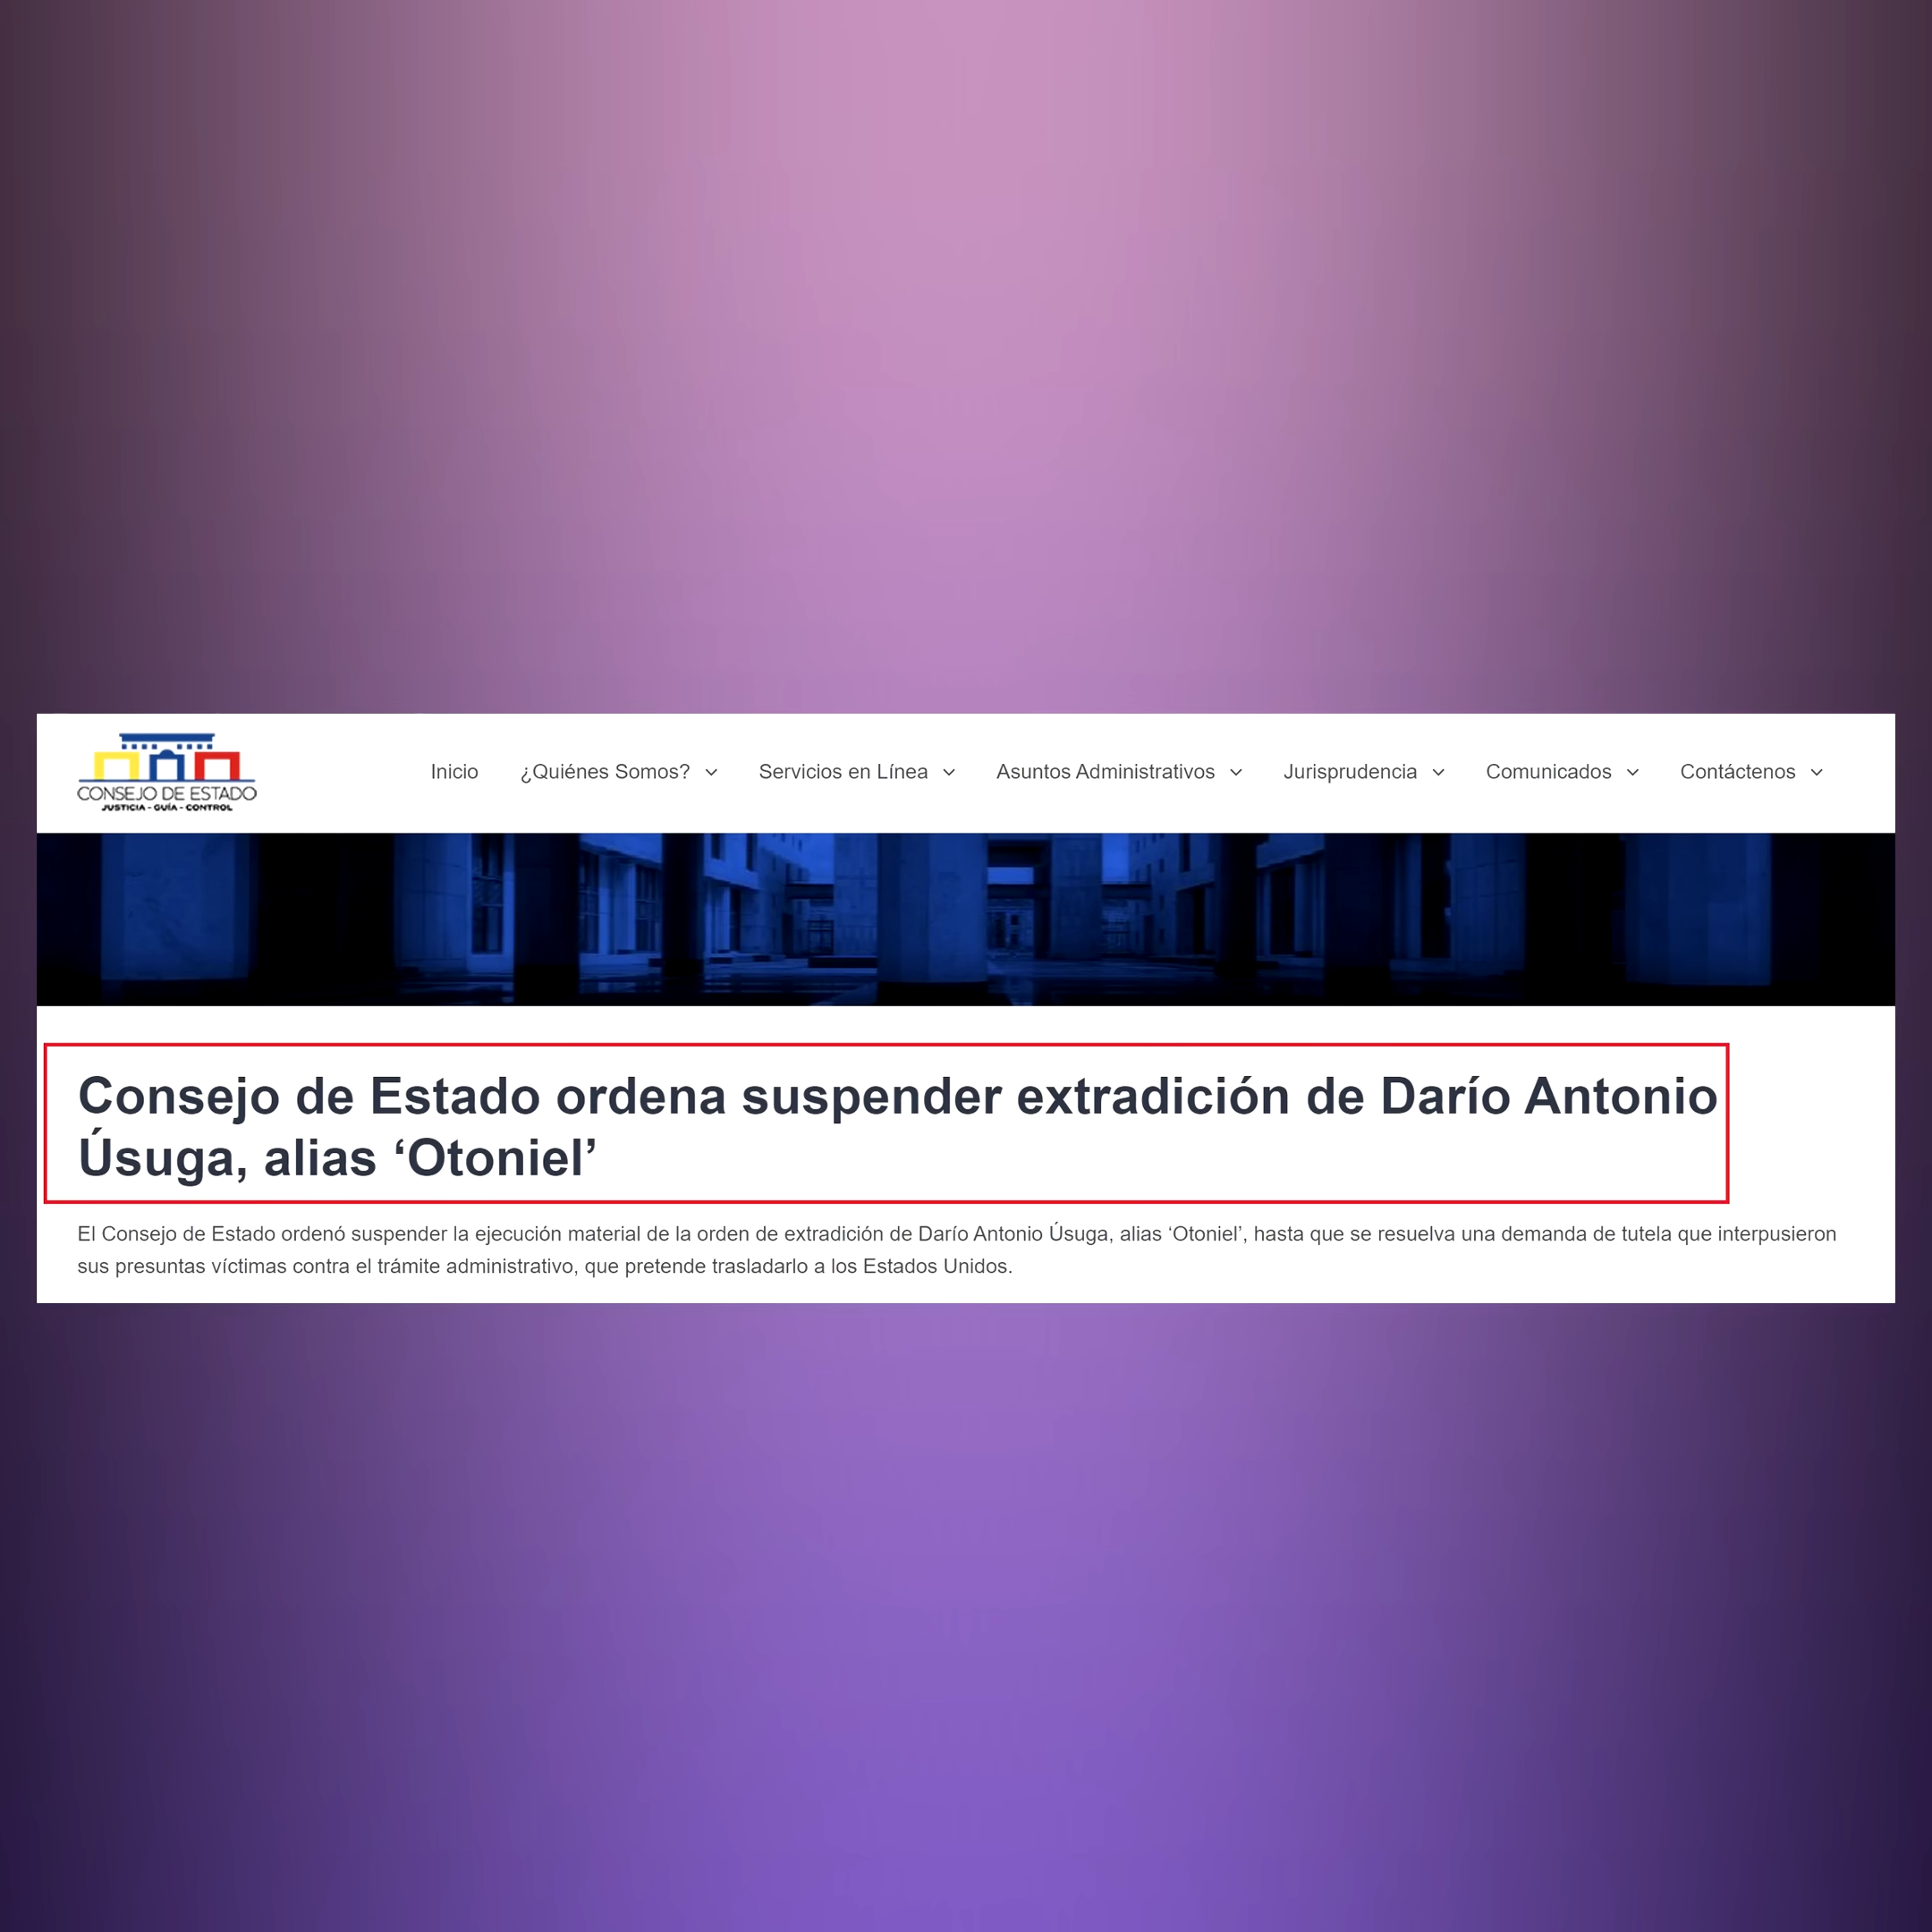 CONSEJO DE ESTADO
JUSTICIA - GUÍA - CONTROL
Inicio ¿Quiénes Somos? Servicios en Línea Asuntos Administrativos Jurisprudencia Comunicados Contáctenos
Consejo de Estado ordena suspender extradición de Darío Antonio
Úsuga, alias ‘Otoniel’
El Consejo de Estado ordenó suspender la ejecución material de la orden de extradición de Darío Antonio Úsuga, alias ‘Otoniel’, hasta que se resuelva una demanda de tutela que interpusieron
sus presuntas víctimas contra el trámite administrativo, que pretende trasladarlo a los Estados Unidos.